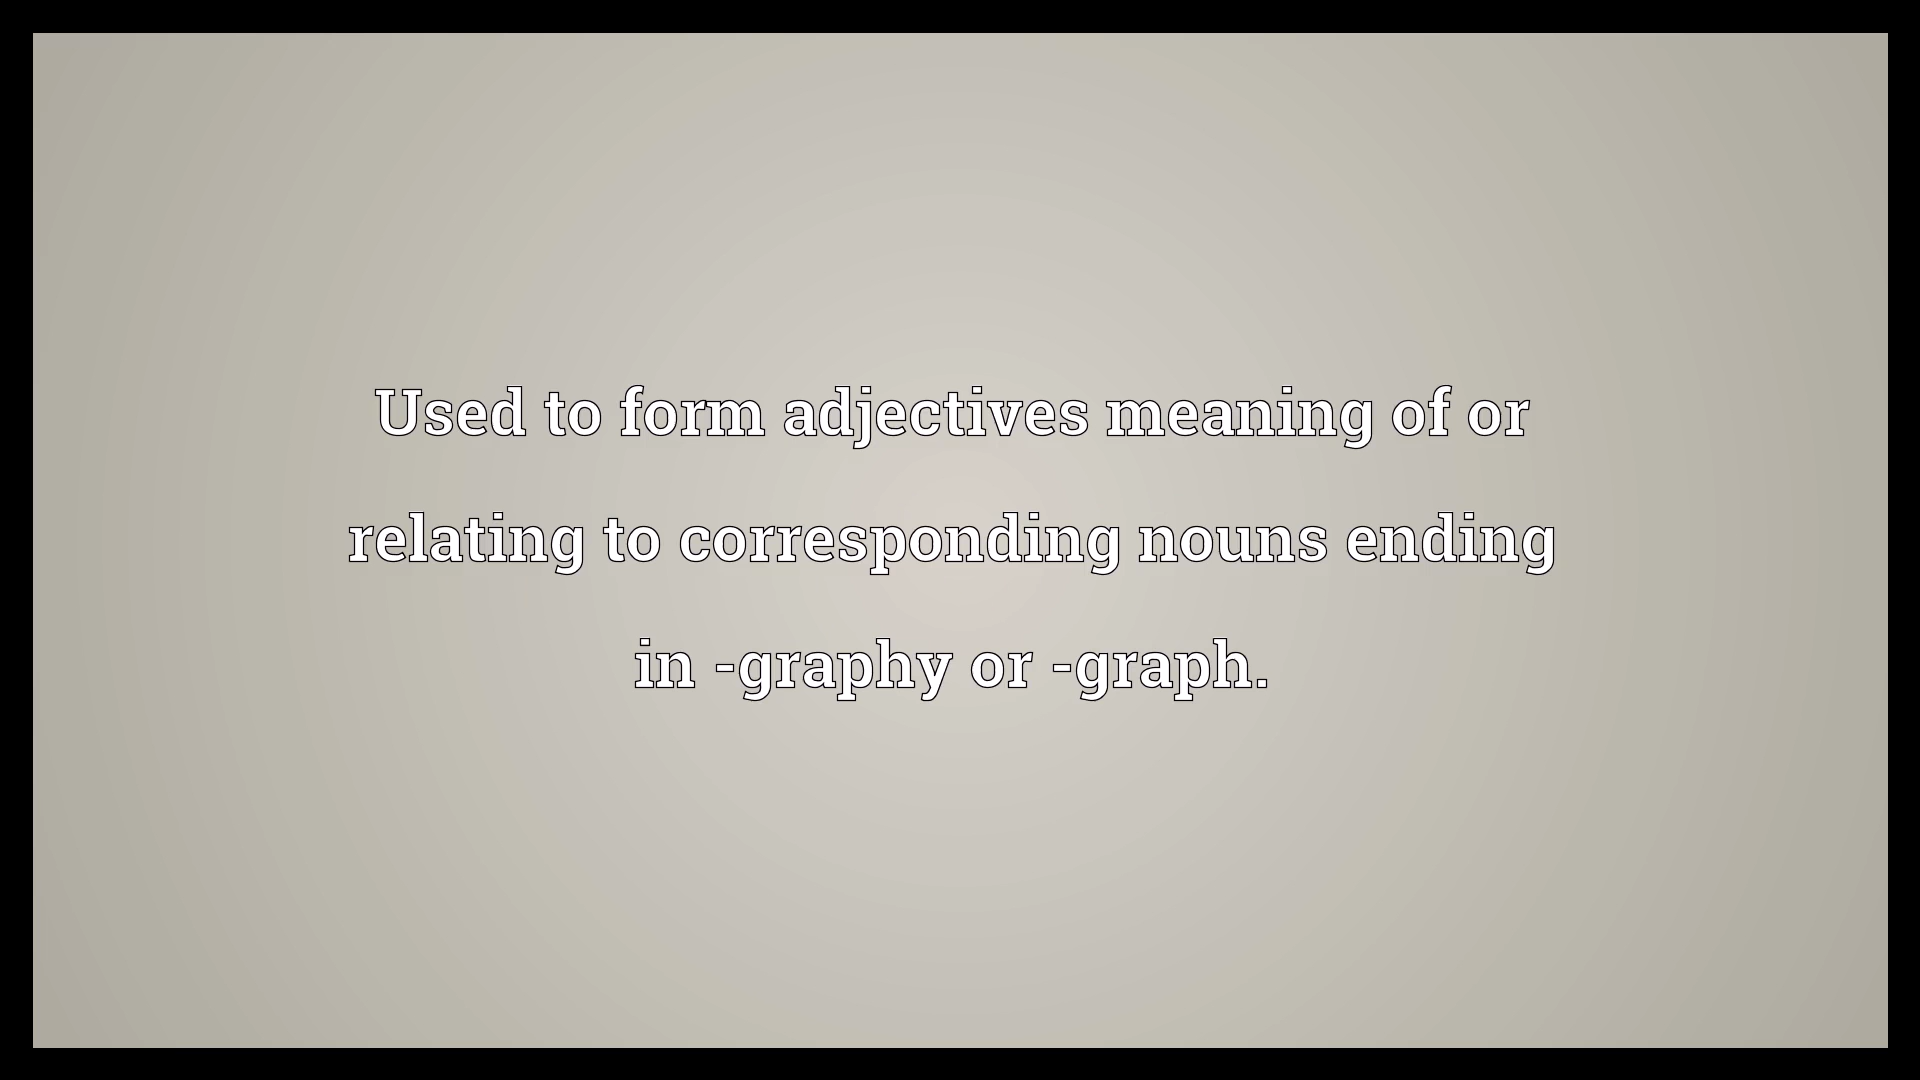 Used to form adjectives meaning of or
relating to corresponding nouns ending
in -graphy or -graph.